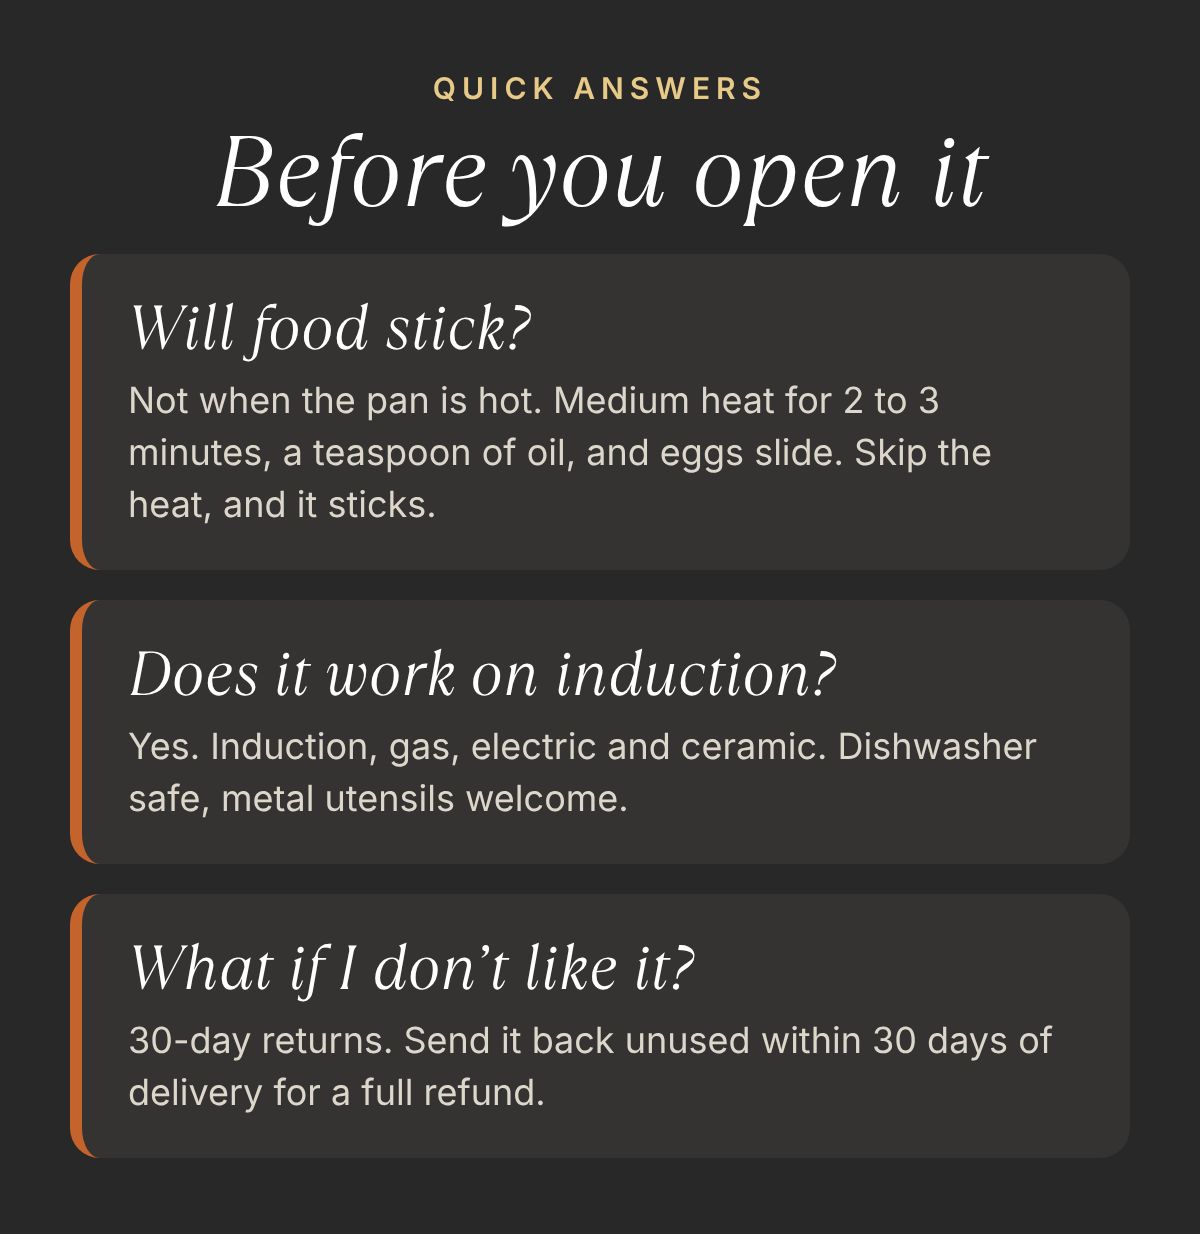 QUICK ANSWERS
Before you open it
Will food stick?
Not when the pan is hot. Medium heat for 2 to 3
minutes, a teaspoon of oil, and eggs slide. Skip the
heat, and it sticks.
Does it work on induction?
Yes. Induction, gas, electric and ceramic. Dishwasher
safe, metal utensils welcome.
What if I don’t like it?
30-day returns. Send it back unused within 30 days of
delivery for a full refund.